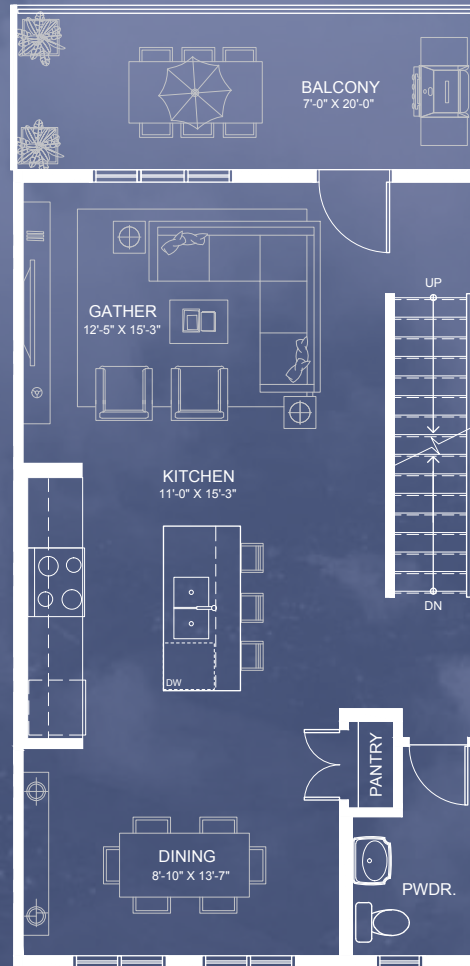 BALCONY
7'-0" X 20'-0"
UP
GATHER
12'-5" X 15'-3"
KITCHEN
11'-0" X 15'-3"
DN
DW
PANTRY
DINING
8'-10" X 13'-7"
PWDR.